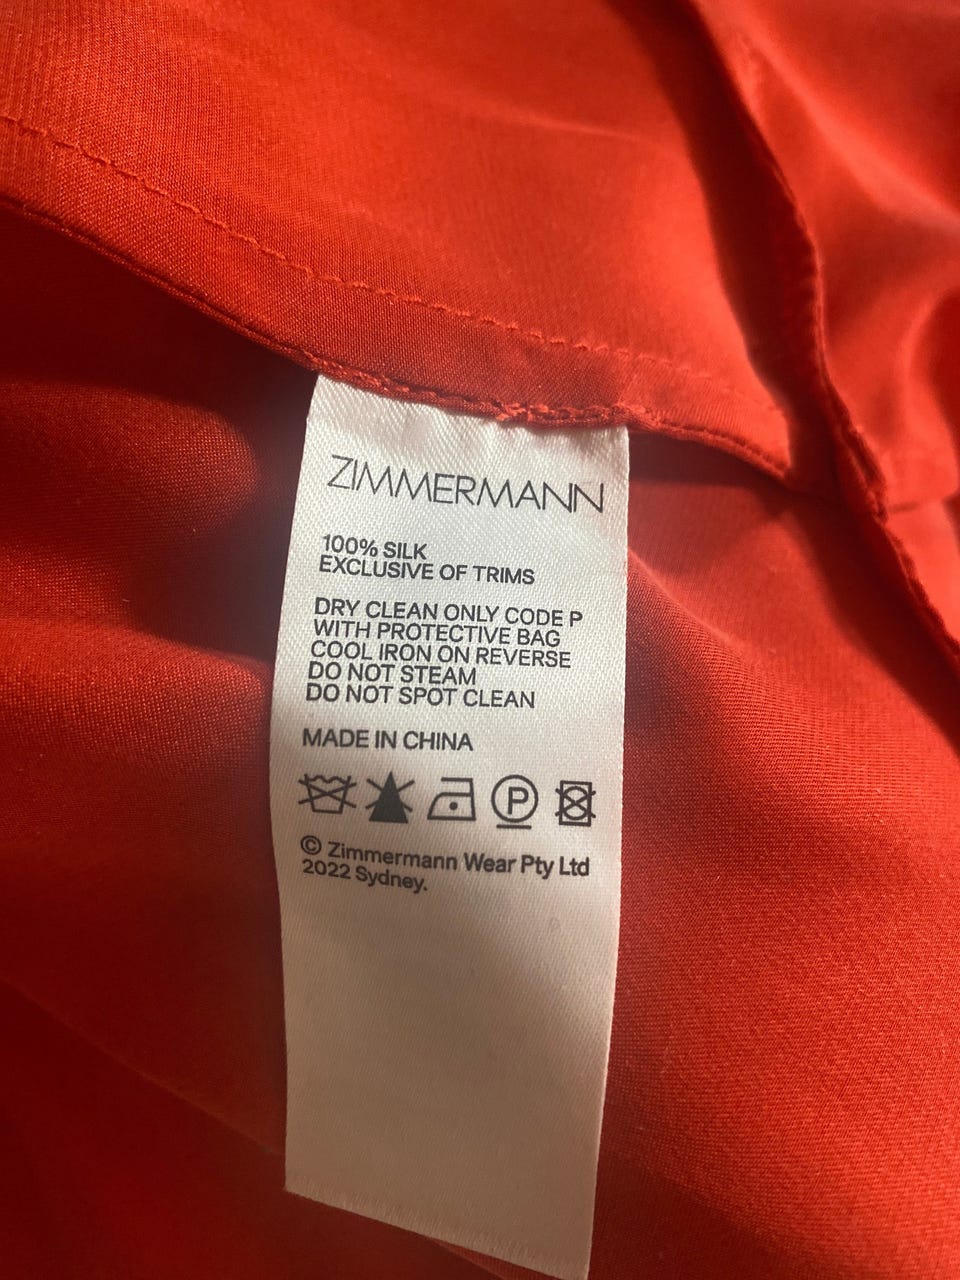 ZIMMERMANN
100% SILK
EXCLUSIVE OF TRIMS
DRY CLEAN ONLY CODE P
WITH PROTECTIVE BAG
COOL IRON ON REVERSE
DO NOT STEAM
DO NOT SPOT CLEAN
MADE IN CHINA
P
© Zimmermann Wear Pty Ltd
2022 Sydney.